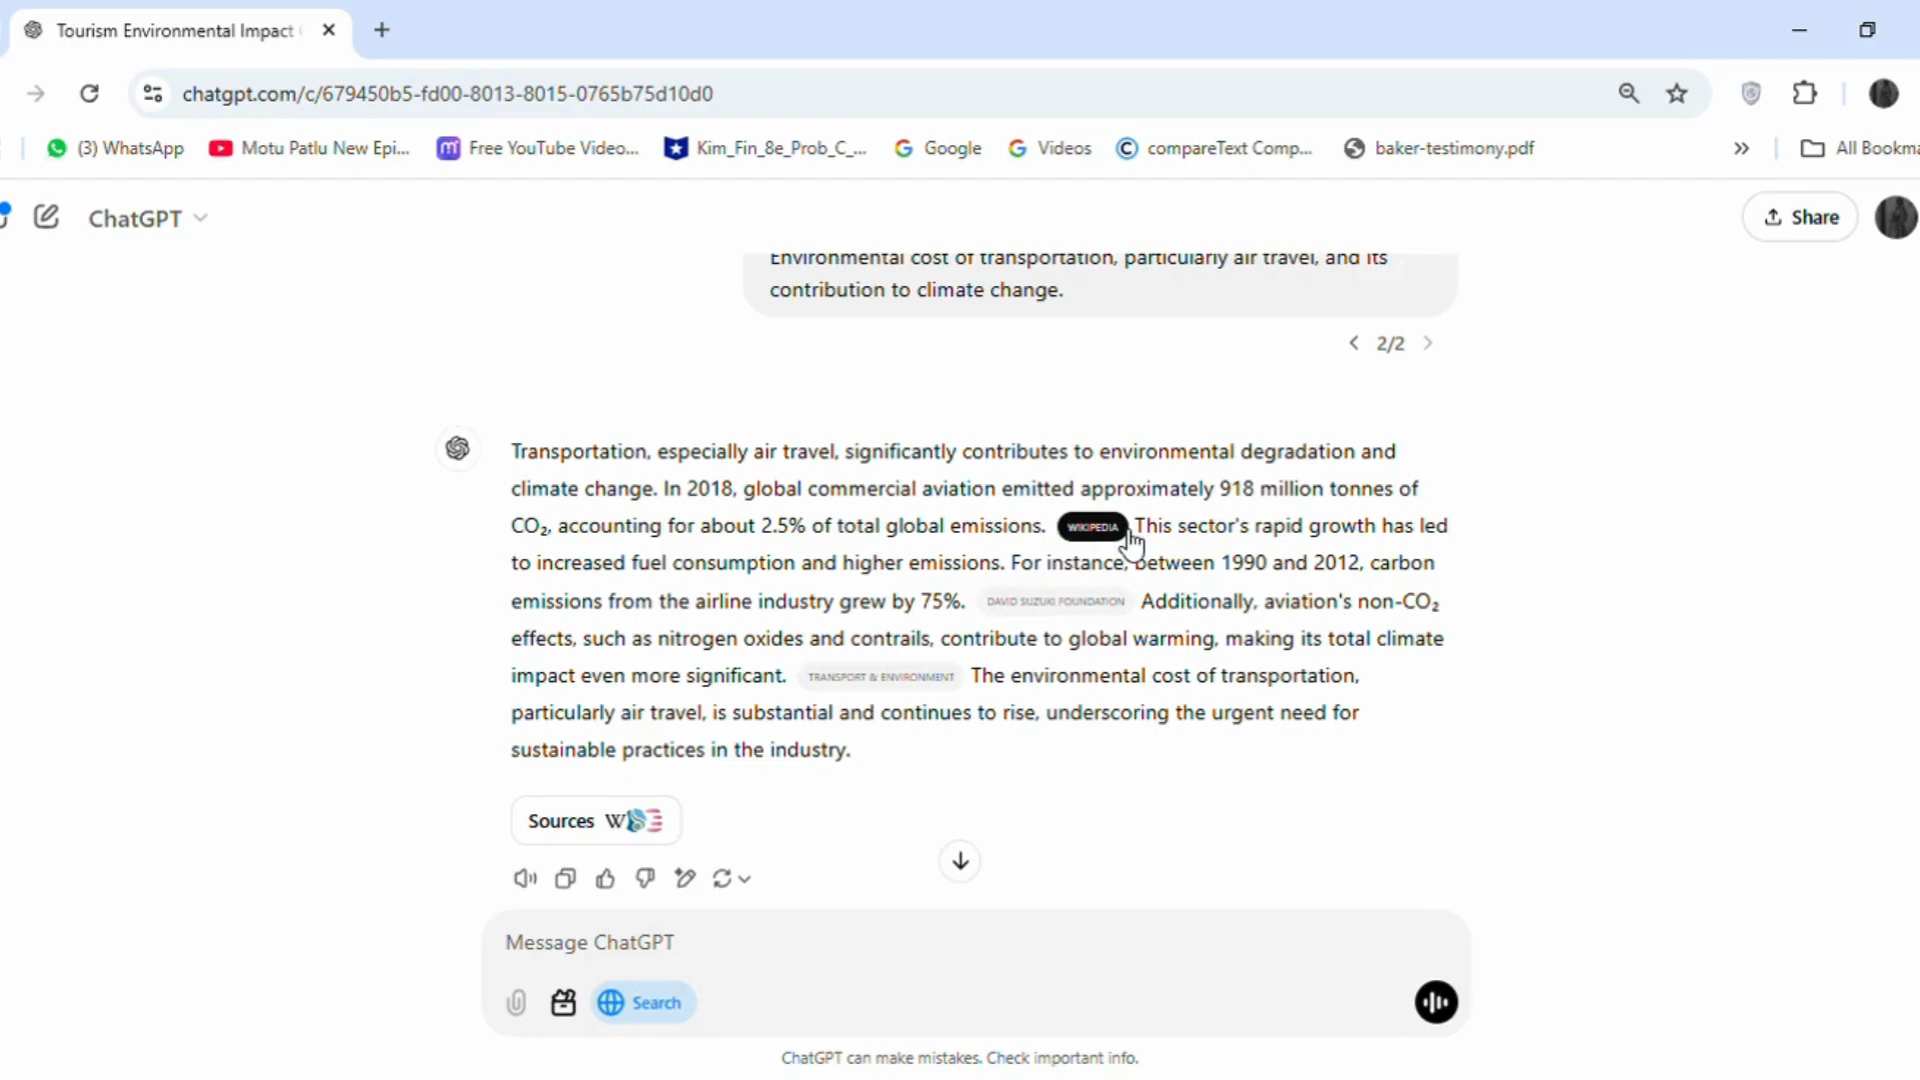 Tourism Environmental Impact
chatgpt.com/c/679450b5-fd00-8013-8015-0765b75d10d0
(3) WhatsApp Motu Patlu New Epi... Free YouTube Video... Kim_Fin_8e_Prob_C_... Google Videos compareText Comp... baker-testimony.pdf » All Bookma
ChatGPT Share
Environmental cost of transportation, particularly air travel, and its
contribution to climate change.
2/2
Transportation, especially air travel, significantly contributes to environmental degradation and
climate change. In 2018, global commercial aviation emitted approximately 918 million tonnes of
CO₂, accounting for about 2.5% of total global emissions. WIKIPEDIA This sector's rapid growth has led
to increased fuel consumption and higher emissions. For instance, between 1990 and 2012, carbon
emissions from the airline industry grew by 75%. DAVID SUZUKI FOUNDATION Additionally, aviation's non-CO₂
effects, such as nitrogen oxides and contrails, contribute to global warming, making its total climate
impact even more significant. TRANSPORT & ENVIRONMENT The environmental cost of transportation,
particularly air travel, is substantial and continues to rise, underscoring the urgent need for
sustainable practices in the industry.
Sources W
Message ChatGPT
Search
ChatGPT can make mistakes. Check important info.